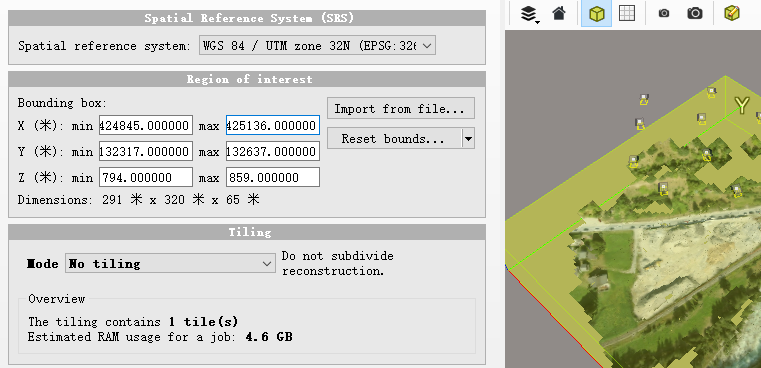 Spatial Reference System (SRS)
Spatial reference system: WGS 84 / UTM zone 32N (EPSG:326
Region of interest
Bounding box:
X (米): min 424845.000000 max 425136.000000 Import from file...
Y (米): min 132317.000000 max 132637.000000 Reset bounds...
Z (米): min 794.000000 max 859.000000
Dimensions: 291 米 x 320 米 x 65 米
Tiling
Mode No tiling Do not subdivide
reconstruction.
Overview
The tiling contains 1 tile(s)
Estimated RAM usage for a job: 4.6 GB
Y